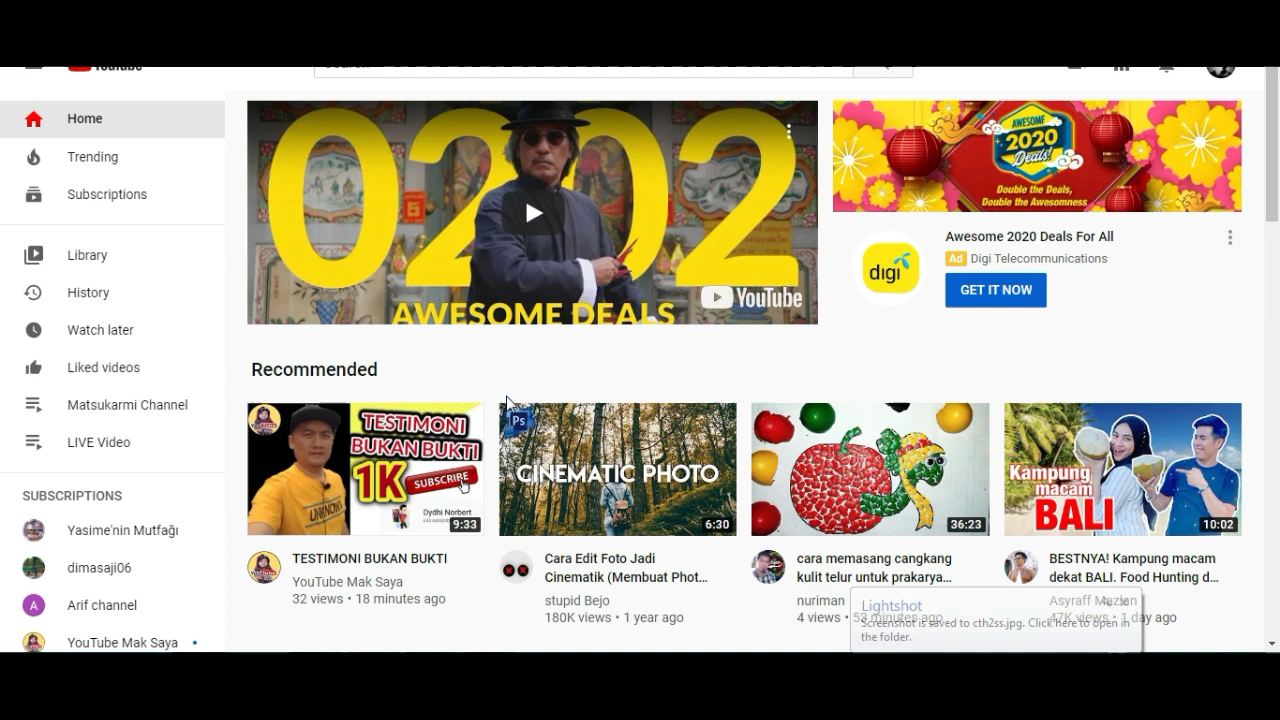 YouTube
Home
Trending
Subscriptions
Library
History
Watch later
Liked videos
Matsukarmi Channel
LIVE Video
SUBSCRIPTIONS
Yasime'nin Mutfağı
dimasaji06
A
Arif channel
YouTube Mak Saya
0202
AWESOME DEALS
YouTube
AWESOME
2020
Deals!
Double the Deals,
Double the Awesomness
digi
Awesome 2020 Deals For All
Ad Digi Telecommunications
GET IT NOW
Recommended
TESTIMONI
BUKAN BUKTI
1K SUBSCRIBE
UNKNOWN
Dydhi Norbert
9:33
TESTIMONI BUKAN BUKTI
YouTube Mak Saya
32 views • 18 minutes ago
Ps
CINEMATIC PHOTO
6:30
Cara Edit Foto Jadi
Cinematik (Membuat Phot...
stupid Bejo
180K views • 1 year ago
36:23
cara memasang cangkang
kulit telur untuk prakarya...
nuriman
4 views • 53 minutes ago
Kampung
macam
BALI
10:02
BESTNYA! Kampung macam
dekat BALI. Food Hunting d...
Asyraff Mazlan
47K views • 1 day ago
Lightshot
Screenshot is saved to cth2ss.jpg. Click here to open in
the folder.